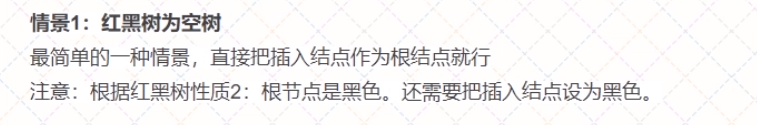 情景1：红黑树为空树
最简单的一种情景，直接把插入结点作为根结点就行
注意：根据红黑树性质2：根节点是黑色。还需要把插入结点设为黑色。